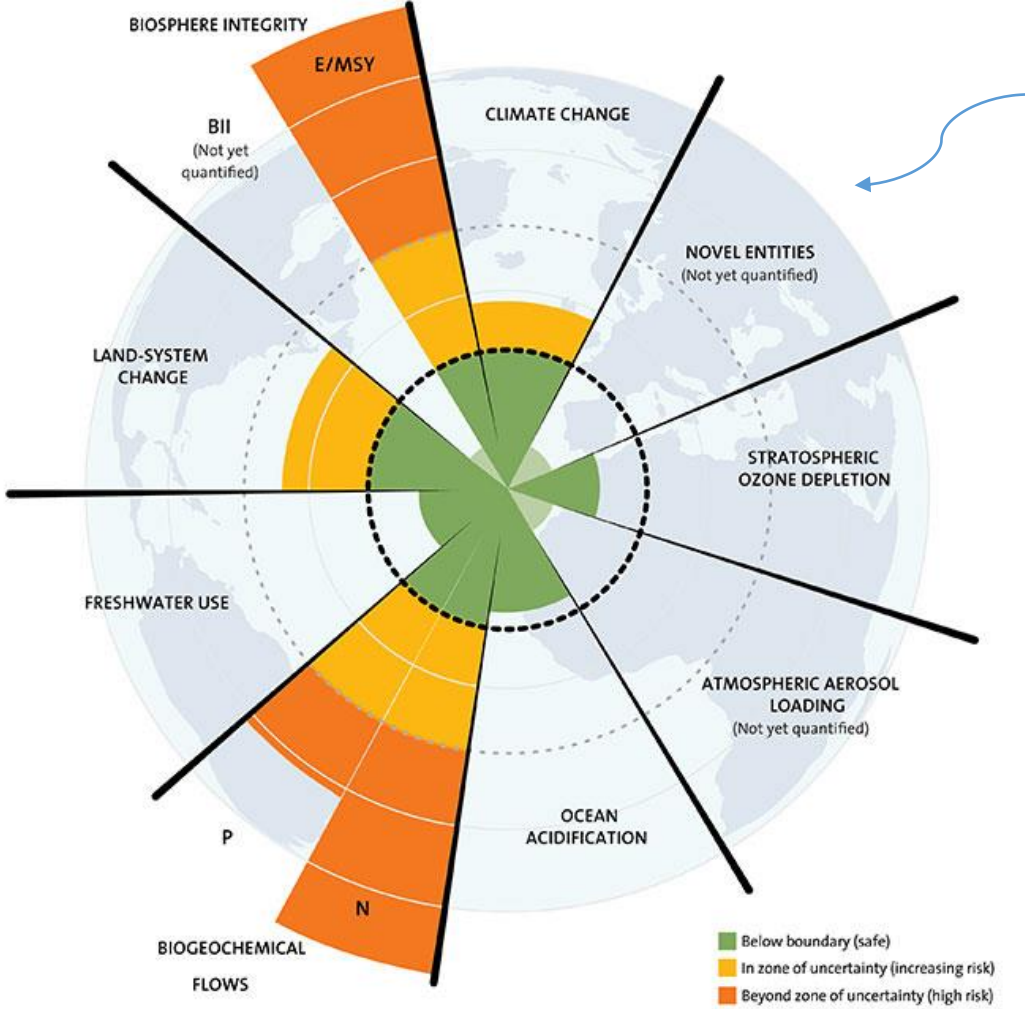 BIOSPHERE INTEGRITY
E/MSY
BII
(Not yet
quantified)
CLIMATE CHANGE
NOVEL ENTITIES
(Not yet quantified)
LAND-SYSTEM
CHANGE
STRATOSPHERIC
OZONE DEPLETION
FRESHWATER USE
ATMOSPHERIC AEROSOL
LOADING
(Not yet quantified)
OCEAN
ACIDIFICATION
P
N
BIOGEOCHEMICAL
FLOWS
Below boundary (safe)
In zone of uncertainty (increasing risk)
Beyond zone of uncertainty (high risk)